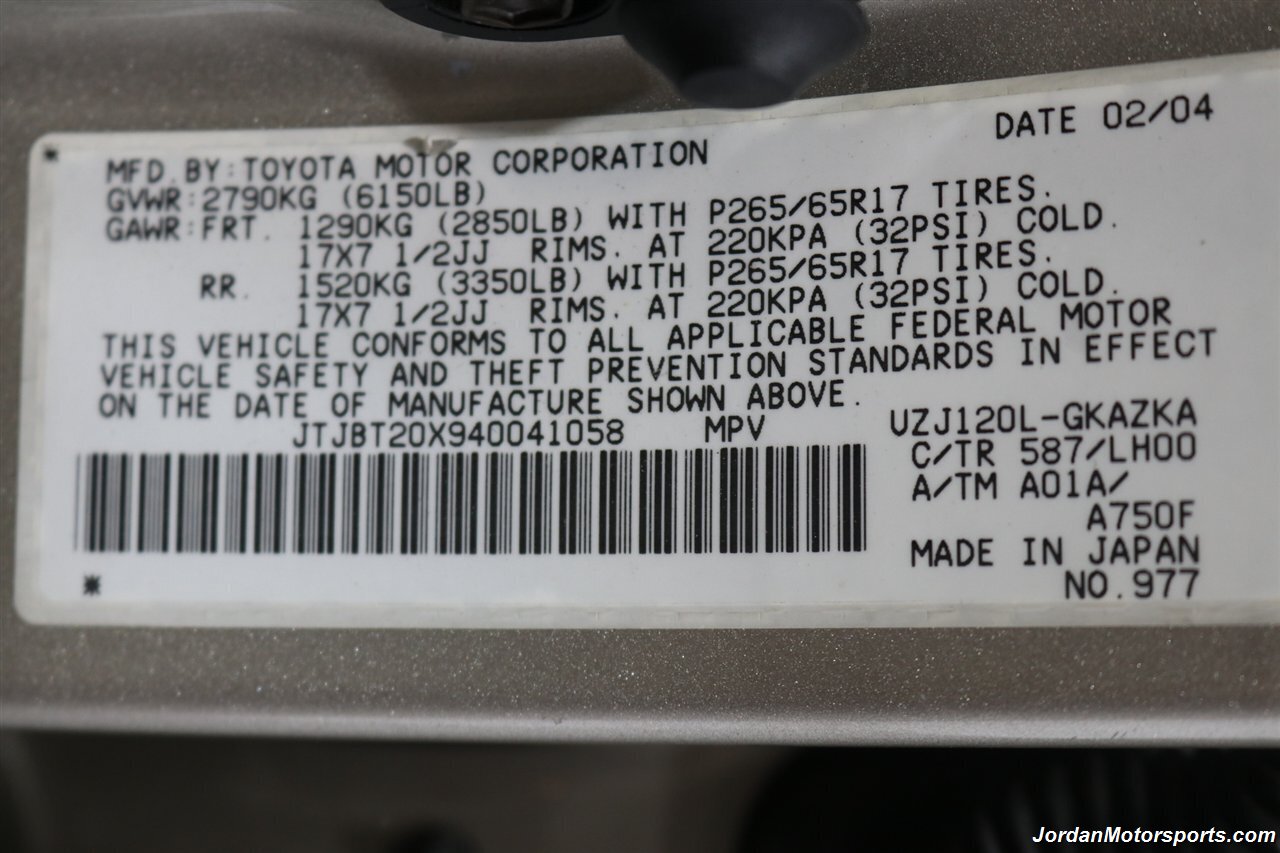 DATE 02/04
MFD.BY:TOYOTA MOTOR CORPORATION
GVWR:2790KG (6150LB)
GAWR:FRT. 1290KG (2850LB) WITH P265/65R17 TIRES.
17X7 1/2JJ RIMS. AT 220KPA (32PSI) COLD.
RR. 1520KG (3350LB) WITH P265/65R17 TIRES.
17X7 1/2JJ RIMS. AT 220KPA (32PSI) COLD.
THIS VEHICLE CONFORMS TO ALL APPLICABLE FEDERAL MOTOR
VEHICLE SAFETY AND THEFT PREVENTION STANDARDS IN EFFECT
ON THE DATE OF MANUFACTURE SHOWN ABOVE.
JTJBT20X940041058 MPV
UZJ120L-GKAZKA
C/TR 587/LH00
A/TM A01A/
A750F
MADE IN JAPAN
NO.977
JordanMotorsports.com